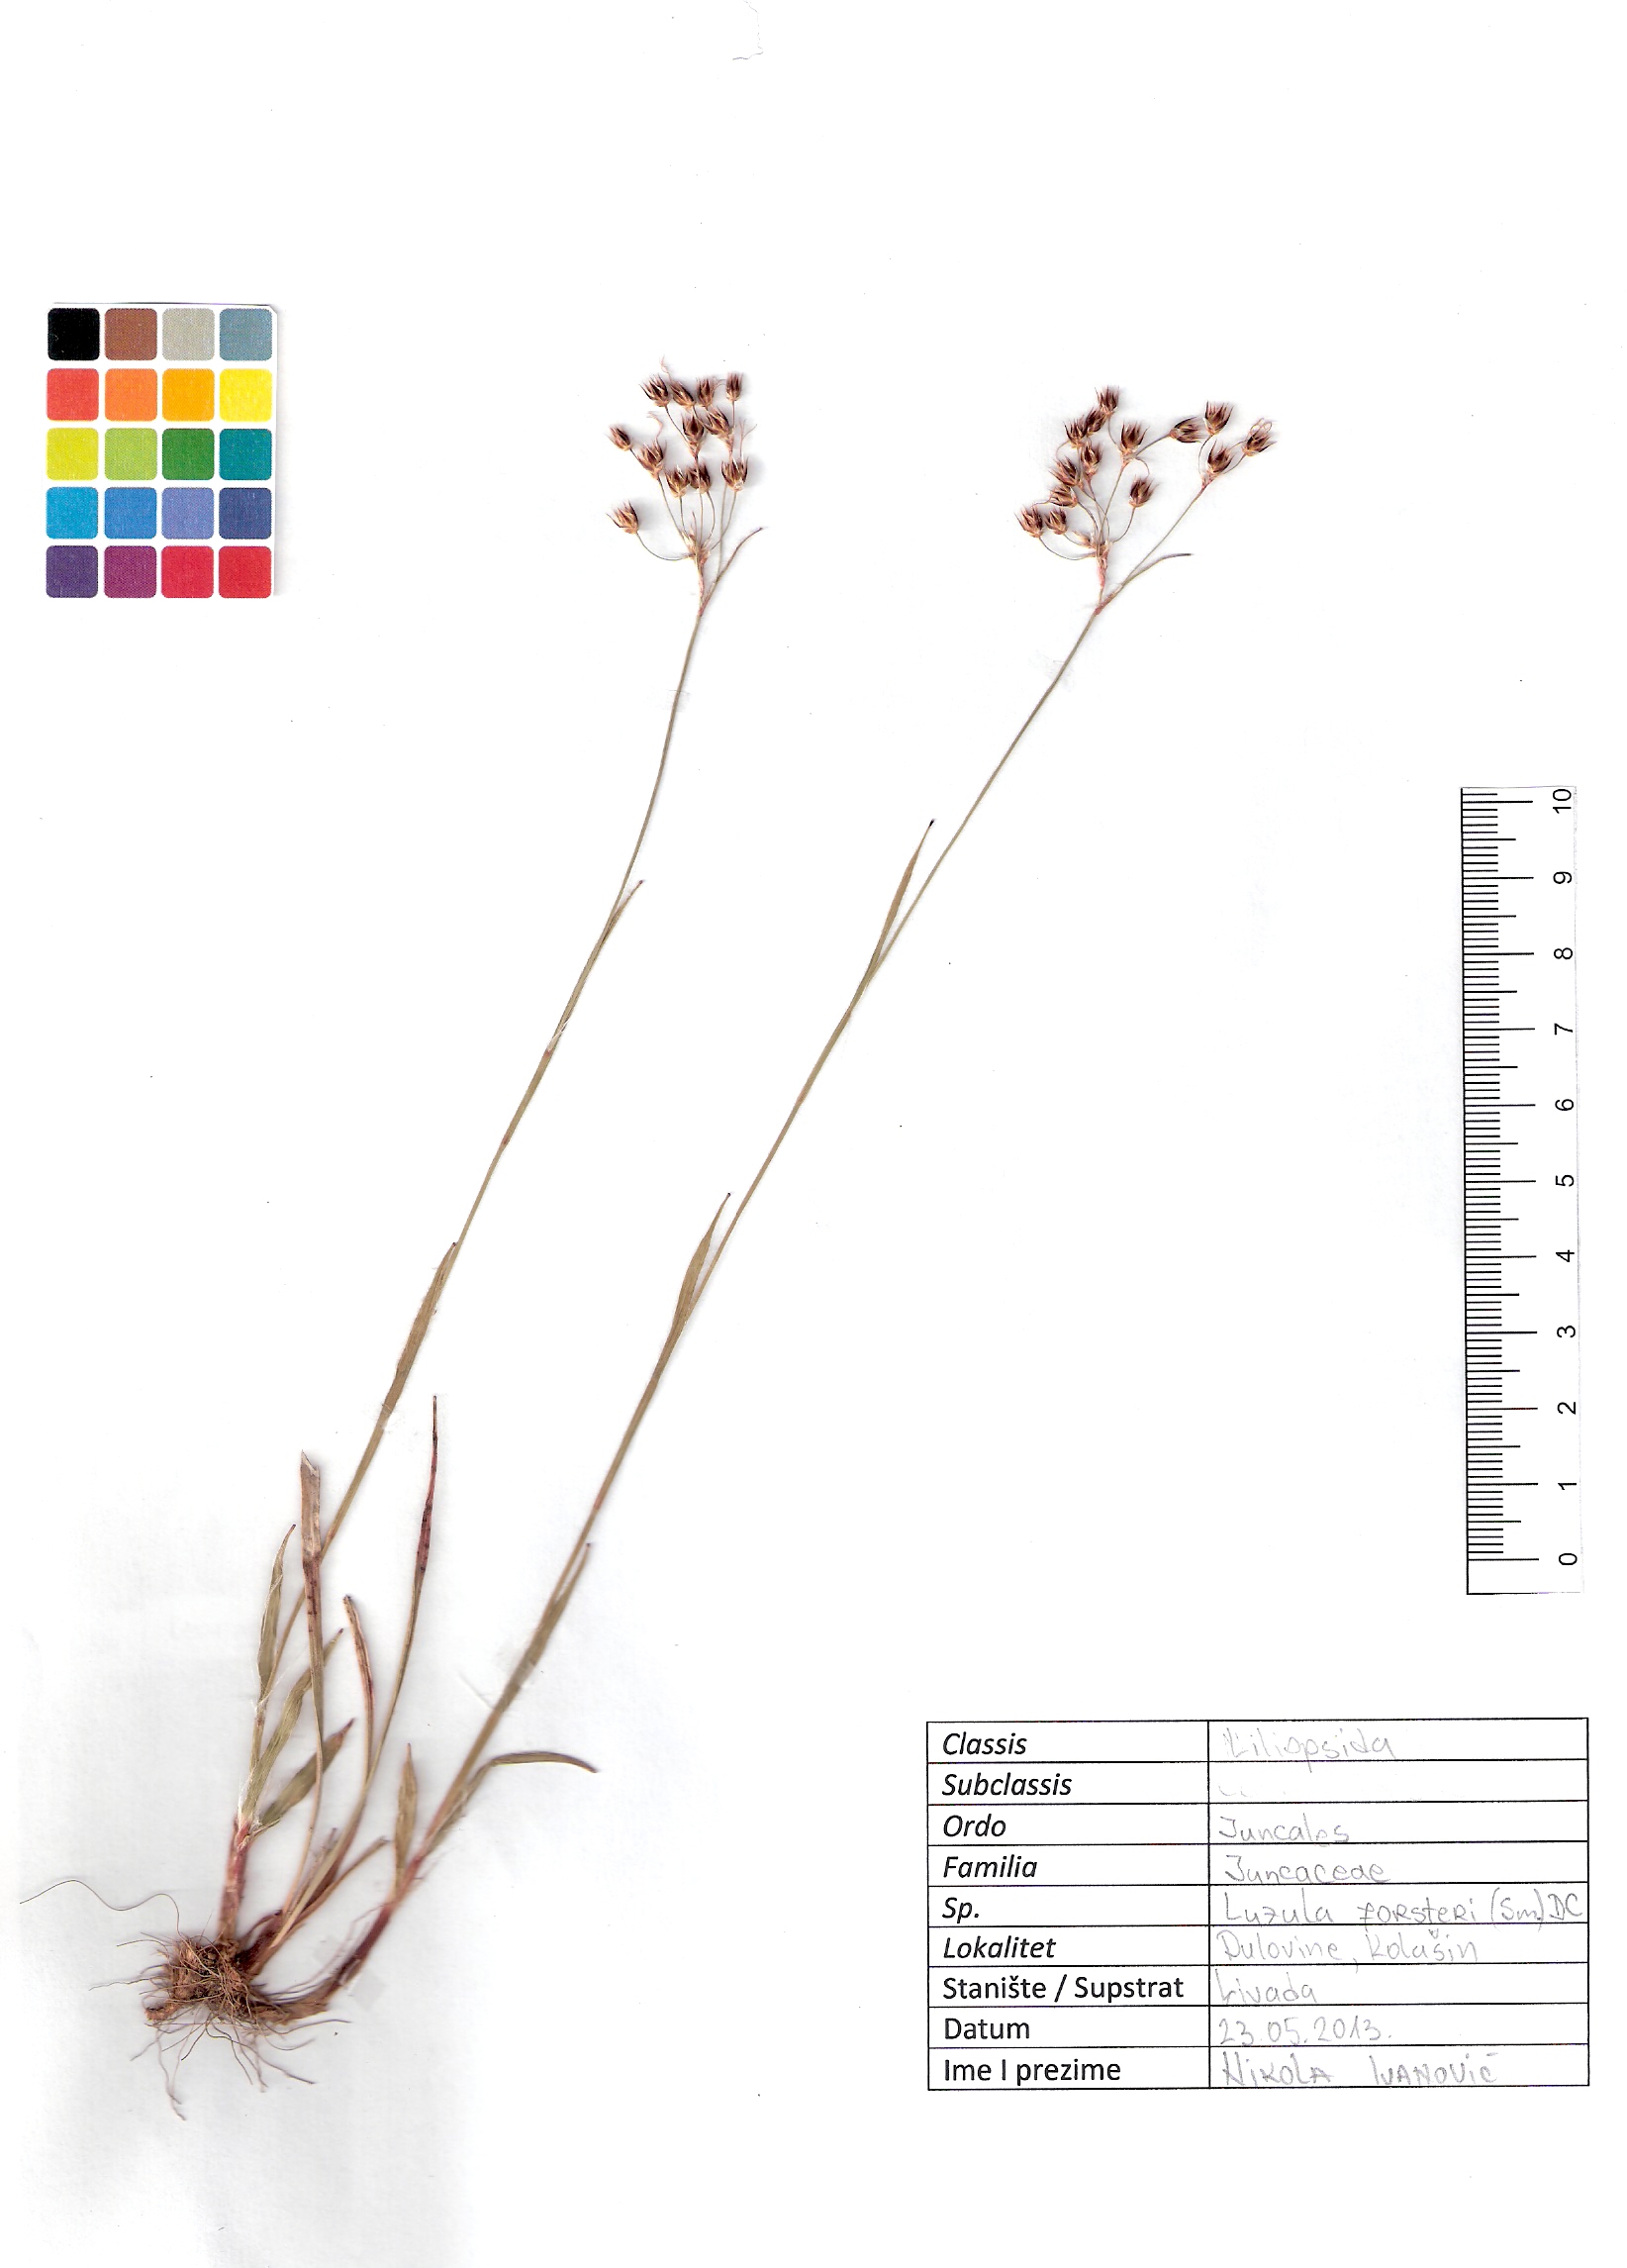 10
9
8
7
6
5
4
3
2
1
0
Classis Liliopsida
Subclassis
Ordo Juncales
Familia Juncaceae
Sp. Luzula forsteri (Sm) DC
Lokalitet Dulovine, Kolašin
Stanište / Supstrat Livada
Datum 23.05.2013.
Ime I prezime NIKOLA IVANOVIĆ